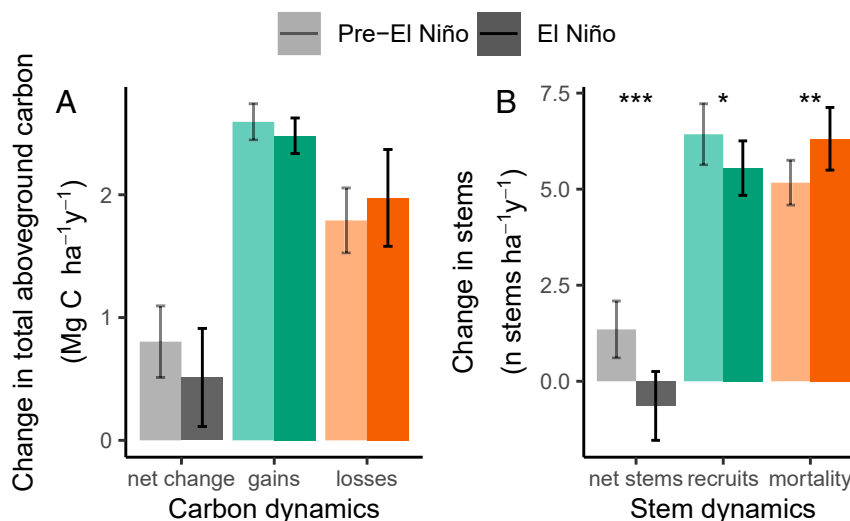 Pre−El Niño El Niño
A
Change in total aboveground carbon
(Mg C ha⁻¹y⁻¹)
2
1
0
net change gains losses
Carbon dynamics
B
*** * **
Change in stems
(n stems ha⁻¹y⁻¹)
7.5
5.0
2.5
0.0
net stems recruits mortality
Stem dynamics